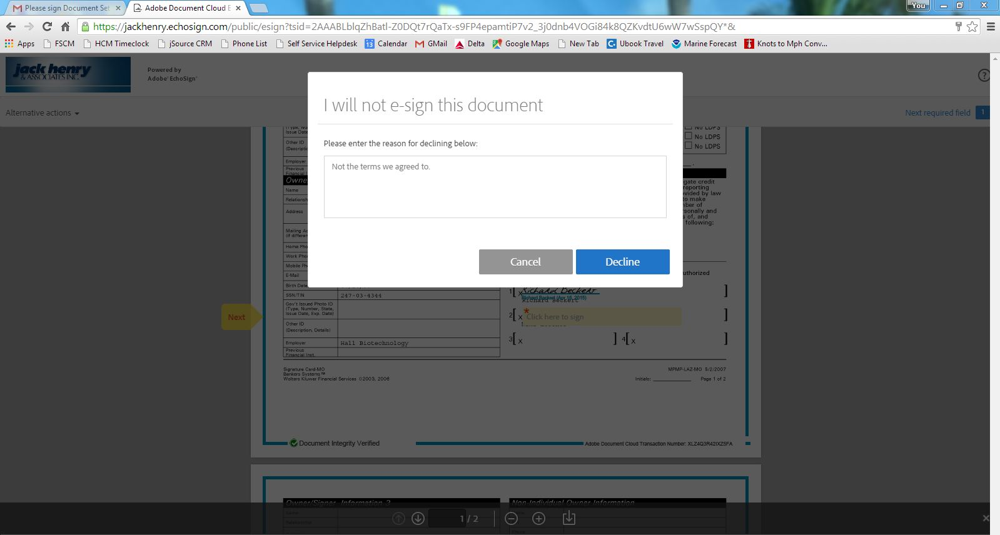 Please sign Document Set
Adobe Document Cloud E
You
https://jackhenry.echosign.com/public/esign?
Apps
FSCM
HCM Timeclock
jSource CRM
Phone List
Self Service Helpdesk
13 Calendar
GMail
Delta
Google Maps
New Tab
Ubook Travel
Marine Forecast
Knots to Mph Conv...
jack henry
& ASSOCIATES INC.
Powered by
Adobe® EchoSign®
Alternative actions
Next required field 1
I will not e-sign this document
Please enter the reason for declining below:
Not the terms we agreed to.
Cancel
Decline
Issue Date
Other ID
Employer
Previous
Financial I
Owne
Name
Relationsh
Address
Mailing Ad
(if differen
Home Pho
Work Phon
Mobile Ph
E-Mail
Birth Date
SSN/TIN 247-03-4344
Gov't Issued Photo ID
(Type, Number, State,
Issue Date, Exp. Date)
Other ID
(Description, Details)
Employer Hall Biotechnology
Previous
Financial Inst.
No LDPS
No LDPS
No LDPS
gate credit
reporting
vided by law
to make
ber of
sonally and
s of, and
following:
uthorized
1 [ x Richard Beckert ]
Richard Beckert (Apr 16, 2015)
Richard Beckert
2 [ x * Click here to sign ]
3 [ x ] 4 [ x ]
Next
Signature Card-MO
Bankers Systems™
Wolters Kluwer Financial Services ©2003, 2006
MPMP-LAZ-MO 5/2/2007
Initials: Page 1 of 2
Document Integrity Verified
Adobe Document Cloud Transaction Number: XLZ4Q3R42IXZ5FA
Owner/Signer Information 3
Non-Individual Owner Information
Name
Relationship
1 / 2